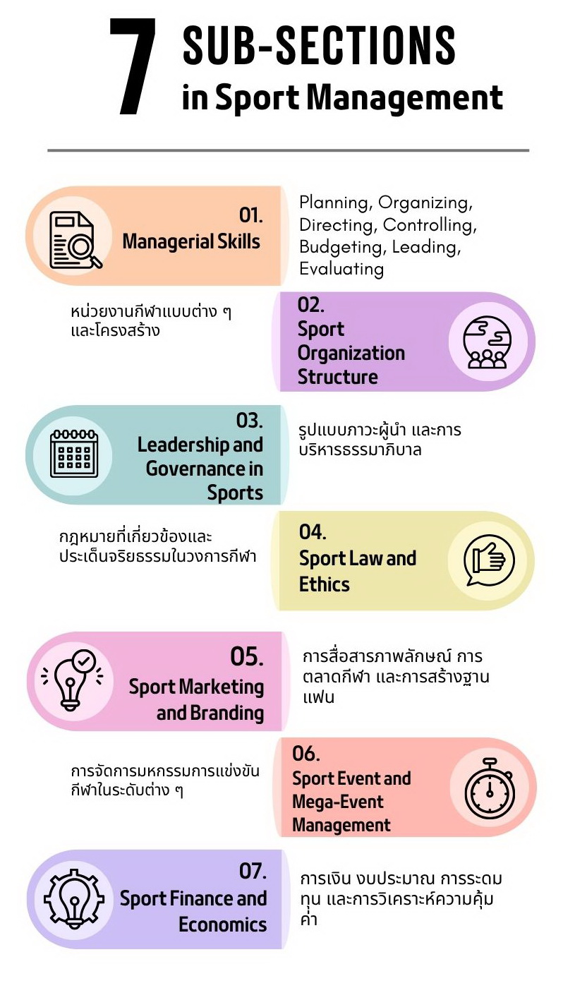 7
SUB-SECTIONS
in Sport Management
01.
Managerial Skills
Planning, Organizing,
Directing, Controlling,
Budgeting, Leading,
Evaluating
02.
Sport
Organization
Structure
หน่วยงานกีฬาแบบต่าง ๆ
และโครงสร้าง
03.
Leadership and
Governance in
Sports
รูปแบบภาวะผู้นำ และการ
บริหารธรรมาภิบาล
04.
Sport Law and
Ethics
กฎหมายที่เกี่ยวข้องและ
ประเด็นจริยธรรมในวงการกีฬา
05.
Sport Marketing
and Branding
การสื่อสารภาพลักษณ์ การ
ตลาดกีฬา และการสร้างฐาน
แฟน
06.
Sport Event and
Mega-Event
Management
การจัดการมหกรรมการแข่งขัน
กีฬาในระดับต่าง ๆ
07.
Sport Finance and
Economics
การเงิน งบประมาณ การระดม
ทุน และการวิเคราะห์ความคุ้ม
ค่า